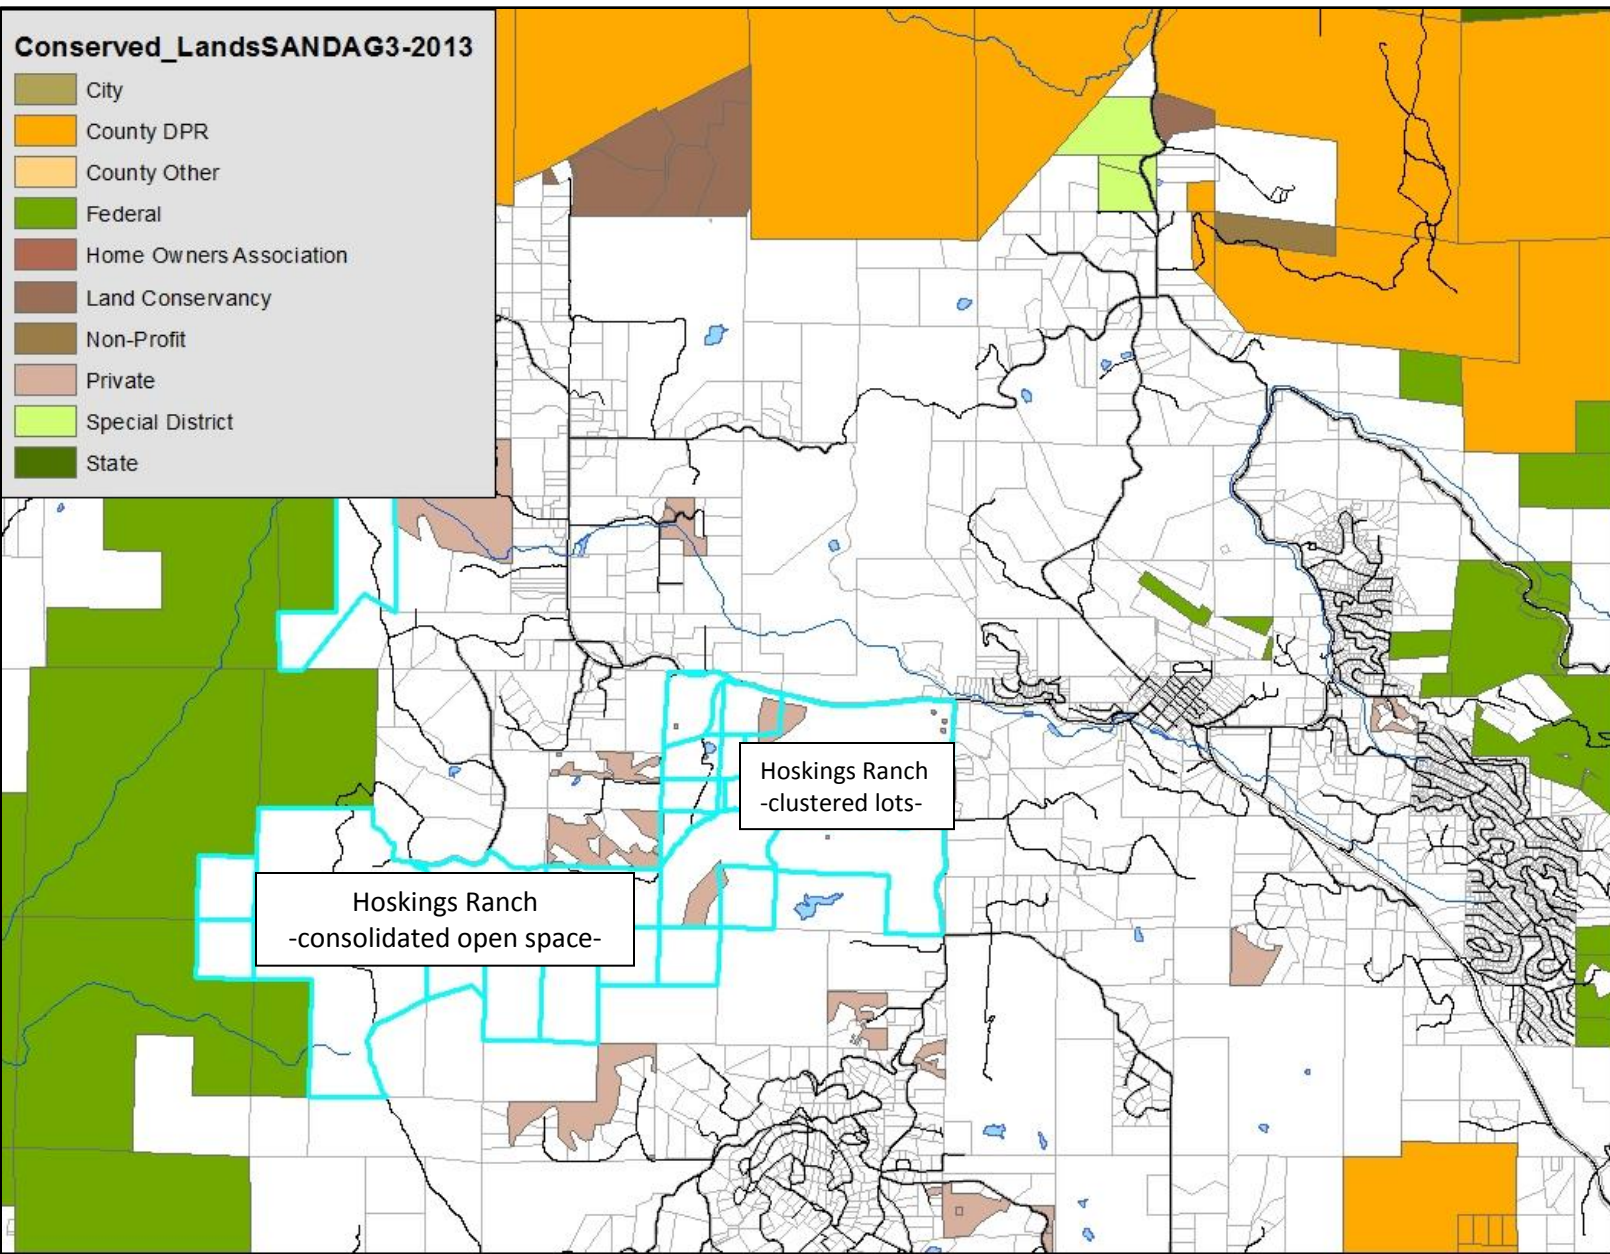 Conserved_LandsSANDAG3-2013
City
County DPR
County Other
Federal
Home Owners Association
Land Conservancy
Non-Profit
Private
Special District
State
Hoskings Ranch
-clustered lots-
Hoskings Ranch
-consolidated open space-